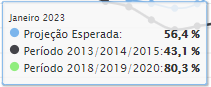 Janeiro 2023
Projeção Esperada: 56,4 %
Período 2013/2014/2015: 43,1 %
Período 2018/2019/2020: 80,3 %